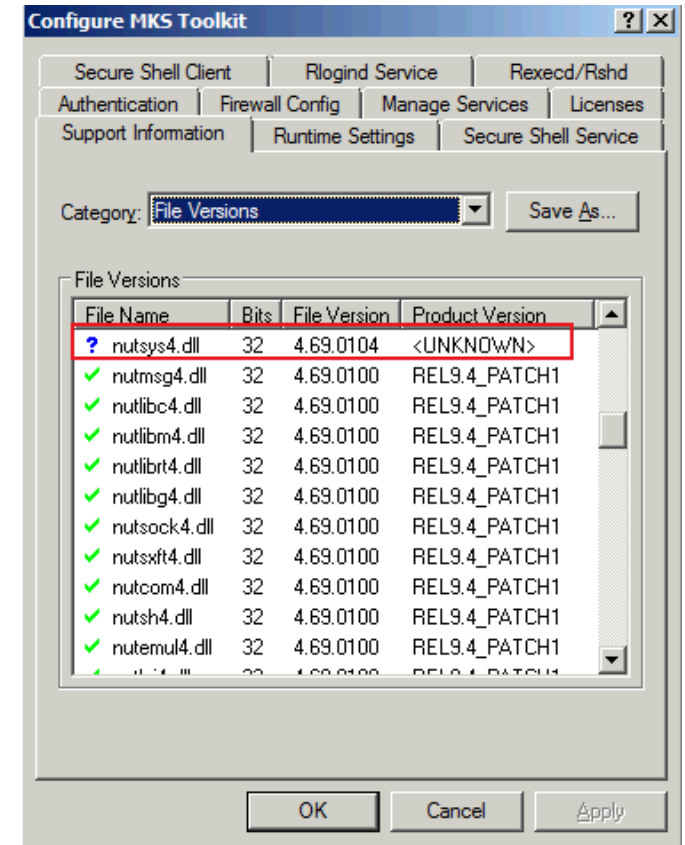 Configure MKS Toolkit
Secure Shell Client Rlogind Service Rexecd/Rshd
Authentication Firewall Config Manage Services Licenses
Support Information Runtime Settings Secure Shell Service
Category: File Versions Save As...
File Versions
File Name Bits File Version Product Version
? nutsys4.dll 32 4.69.0104 <UNKNOWN>
nutmsg4.dll 32 4.69.0100 REL9.4_PATCH1
nutlibc4.dll 32 4.69.0100 REL9.4_PATCH1
nutlibm4.dll 32 4.69.0100 REL9.4_PATCH1
nutlibrt4.dll 32 4.69.0100 REL9.4_PATCH1
nutlibg4.dll 32 4.69.0100 REL9.4_PATCH1
nutsock4.dll 32 4.69.0100 REL9.4_PATCH1
nutsxft4.dll 32 4.69.0100 REL9.4_PATCH1
nutcom4.dll 32 4.69.0100 REL9.4_PATCH1
nutsh4.dll 32 4.69.0100 REL9.4_PATCH1
nutemul4.dll 32 4.69.0100 REL9.4_PATCH1
OK Cancel Apply